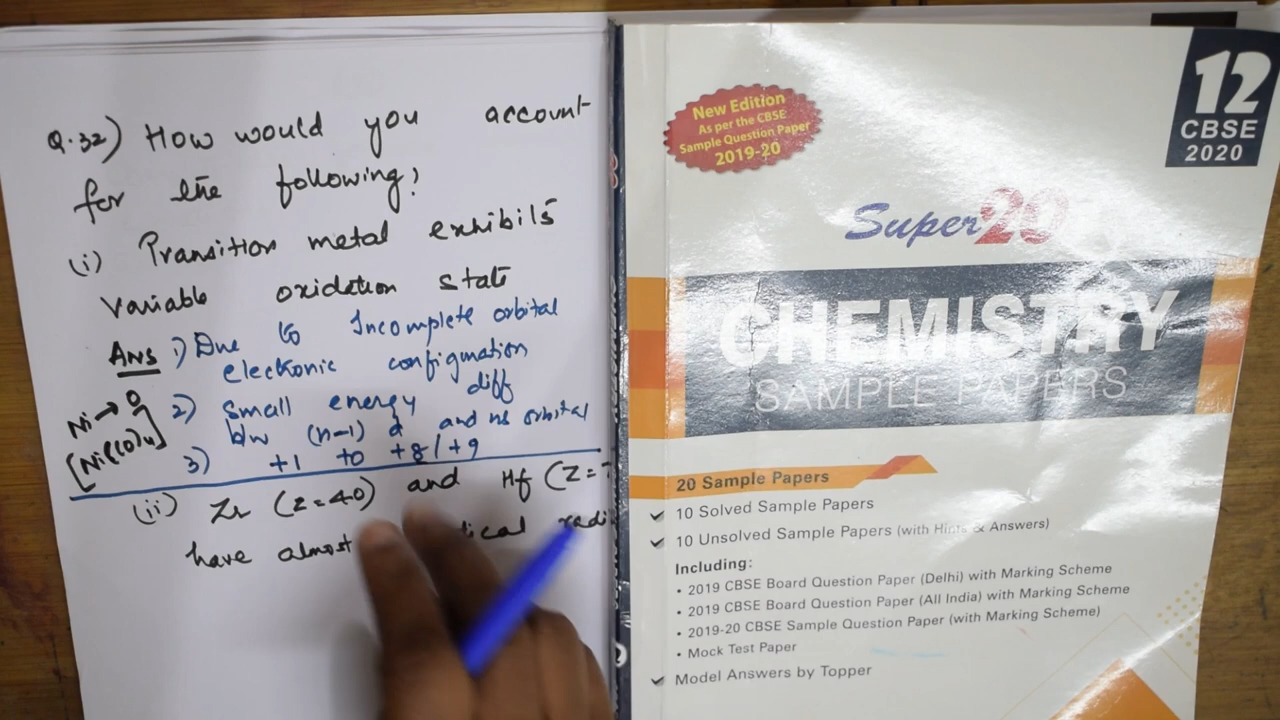 Q.32) How would you account
for the following?
(i) Transition metal exhibits
variable oxidation state
Ans 1) Due to Incomplete orbital
electronic configuration
2) Small energy diff
b/w (n-1) d and ns orbital
3) +1 to +8/+9
Ni → 0
[Ni(CO)4]
(ii) Zr (Z=40) and Hf (Z=7
have almost radi
New Edition
As per the CBSE
Sample Question Paper
2019-20
12
CBSE
2020
Super 20
CHEMISTRY
SAMPLE PAPERS
20 Sample Papers
10 Solved Sample Papers
10 Unsolved Sample Papers (with Hints & Answers)
Including:
• 2019 CBSE Board Question Paper (Delhi) with Marking Scheme
• 2019 CBSE Board Question Paper (All India) with Marking Scheme
• 2019-20 CBSE Sample Question Paper (with Marking Scheme)
• Mock Test Paper
Model Answers by Topper